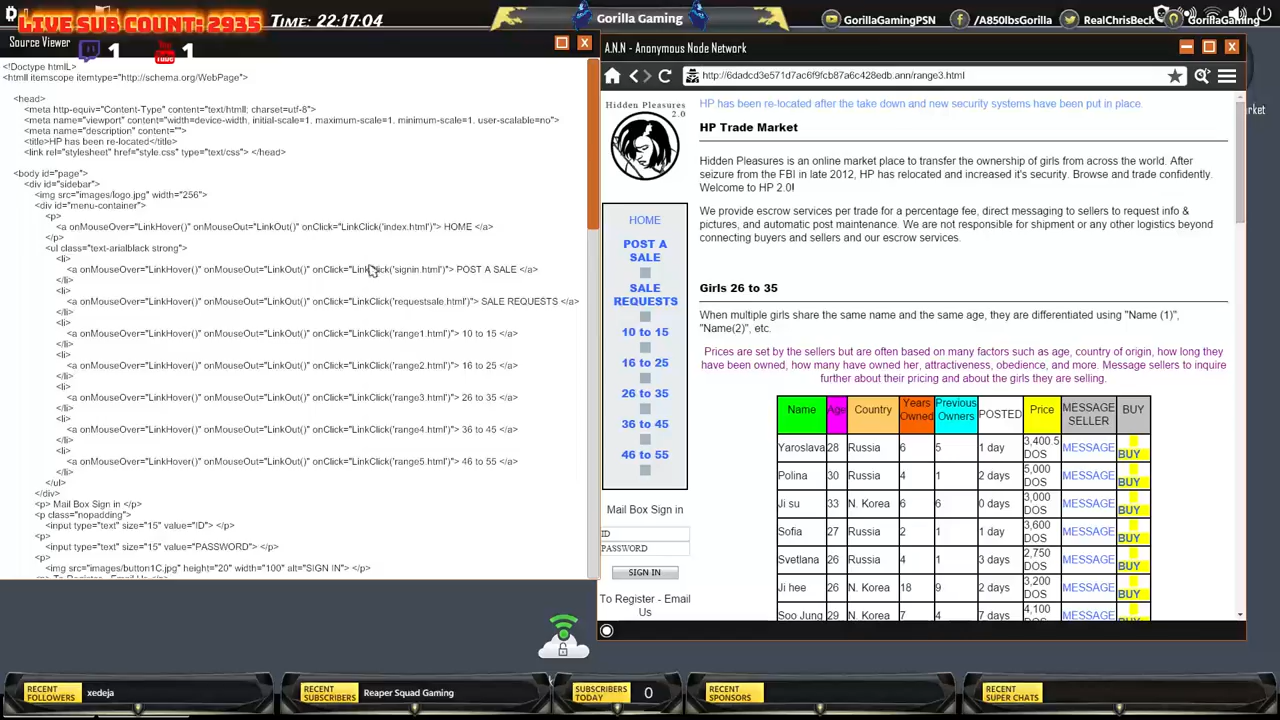 LIVE SUB COUNT: 2935
TIME: 22:17:04
Gorilla Gaming
GorillaGamingPSN
/A850lbsGorilla
RealChrisBeck
GorillaGaming
Source Viewer
1
1
<!Doctype htmlL>
<htmll itemscope itemtype="http://schema.org/WebPage">
<head>
<meta http-equiv="Content-Type" content="text/htmll; charset=utf-8">
<meta name="viewport" content="width=device-width, initial-scale=1, maximum-scale=1, minimum-scale=1, user-scalable=no">
<meta name="description" content="">
<title>HP has been re-located</title>
<link rel="stylesheet" href="style.css" type="text/css"> </head>
<body id="page">
<div id="sidebar">
<img src="images/logo.jpg" width="256">
<div id="menu-container">
<p>
<a onMouseOver="LinkHover()" onMouseOut="LinkOut()" onClick="LinkClick('index.html')"> HOME </a>
</p>
<ul class="text-arialblack strong">
<li>
<a onMouseOver="LinkHover()" onMouseOut="LinkOut()" onClick="LinkClick('signin.html')"> POST A SALE </a>
</li>
<li>
<a onMouseOver="LinkHover()" onMouseOut="LinkOut()" onClick="LinkClick('requestsale.html')"> SALE REQUESTS </a>
</li>
<li>
<a onMouseOver="LinkHover()" onMouseOut="LinkOut()" onClick="LinkClick('range1.html')"> 10 to 15 </a>
</li>
<li>
<a onMouseOver="LinkHover()" onMouseOut="LinkOut()" onClick="LinkClick('range2.html')"> 16 to 25 </a>
</li>
<li>
<a onMouseOver="LinkHover()" onMouseOut="LinkOut()" onClick="LinkClick('range3.html')"> 26 to 35 </a>
</li>
<li>
<a onMouseOver="LinkHover()" onMouseOut="LinkOut()" onClick="LinkClick('range4.html')"> 36 to 45 </a>
</li>
<li>
<a onMouseOver="LinkHover()" onMouseOut="LinkOut()" onClick="LinkClick('range5.html')"> 46 to 55 </a>
</li>
</ul>
</div>
<p> Mail Box Sign in </p>
<p class="nopadding">
<input type="text" size="15" value="ID"> </p>
<p>
<input type="text" size="15" value="PASSWORD"> </p>
<p>
<img src="images/button1C.jpg" height="20" width="100" alt="SIGN IN"> </p>
A.N.N - Anonymous Node Network
http://6dadcd3e571d7ac6f9fcb87a6c428edb.ann/range3.html
Hidden Pleasures
2.0
HOME
POST A
SALE
SALE
REQUESTS
10 to 15
16 to 25
26 to 35
36 to 45
46 to 55
Mail Box Sign in
ID
PASSWORD
SIGN IN
To Register - Email
Us
HP has been re-located after the take down and new security systems have been put in place.
HP Trade Market
Hidden Pleasures is an online market place to transfer the ownership of girls from across the world. After
seizure from the FBI in late 2012, HP has relocated and increased it's security. Browse and trade confidently.
Welcome to HP 2.0!
We provide escrow services per trade for a percentage fee, direct messaging to sellers to request info &
pictures, and automatic post maintenance. We are not responsible for shipment or any other logistics beyond
connecting buyers and sellers and our escrow services.
Girls 26 to 35
When multiple girls share the same name and the same age, they are differentiated using "Name (1)",
"Name(2)", etc.
Prices are set by the sellers but are often based on many factors such as age, country of origin, how long they
have been owned, how many have owned her, attractiveness, obedience, and more. Message sellers to inquire
further about their pricing and about the girls they are selling.
Name Age Country Years Owned Previous Owners POSTED Price MESSAGE SELLER BUY
Yaroslava 28 Russia 6 5 1 day 3,400.5 DOS MESSAGE BUY
Polina 30 Russia 4 1 2 days 5,000 DOS MESSAGE BUY
Ji su 33 N. Korea 6 6 0 days 3,000 DOS MESSAGE BUY
Sofia 27 Russia 2 1 1 day 3,600 DOS MESSAGE BUY
Svetlana 26 Russia 4 1 3 days 2,750 DOS MESSAGE BUY
Ji hee 26 N. Korea 18 9 2 days 3,200 DOS MESSAGE BUY
Soo Jung 29 N. Korea 7 4 7 days 4,100 DOS MESSAGE BUY
RECENT FOLLOWERS xedeja
RECENT SUBSCRIBERS Reaper Squad Gaming
SUBSCRIBERS TODAY 0
RECENT SPONSORS
RECENT SUPER CHATS